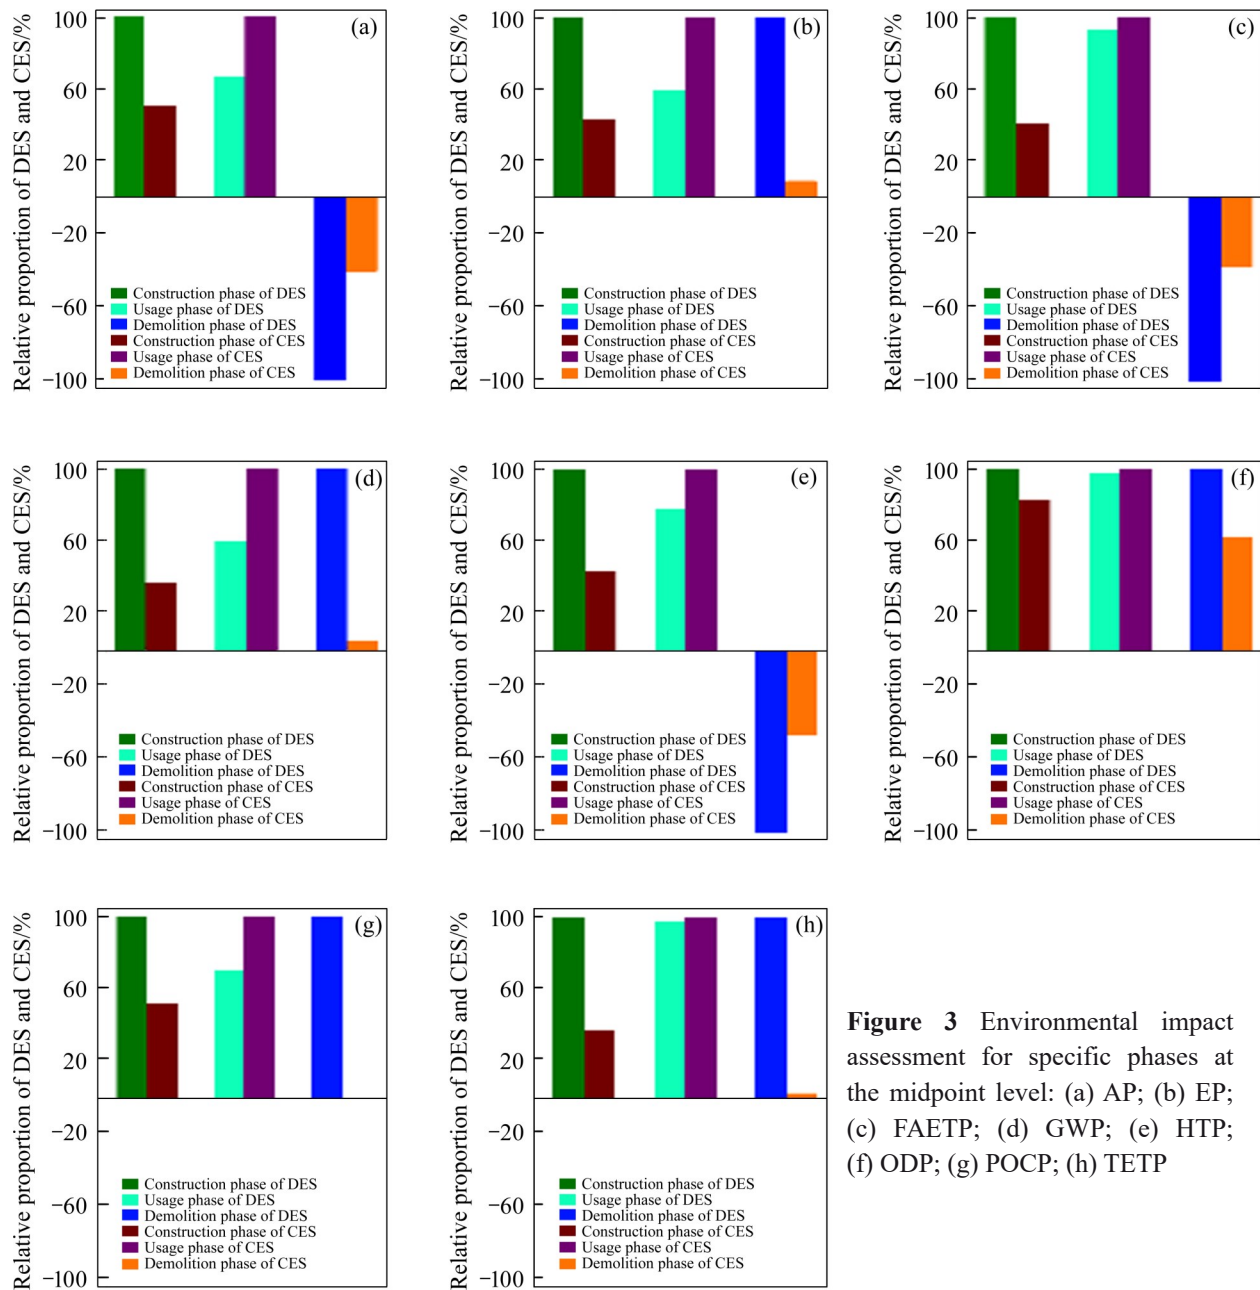 Relative proportion of DES and CES/%
100
60
20
−20
−60
−100
(a)
Construction phase of DES
Usage phase of DES
Demolition phase of DES
Construction phase of CES
Usage phase of CES
Demolition phase of CES
Relative proportion of DES and CES/%
100
60
20
−20
−60
−100
(b)
Construction phase of DES
Usage phase of DES
Demolition phase of DES
Construction phase of CES
Usage phase of CES
Demolition phase of CES
Relative proportion of DES and CES/%
100
60
20
−20
−60
−100
(c)
Construction phase of DES
Usage phase of DES
Demolition phase of DES
Construction phase of CES
Usage phase of CES
Demolition phase of CES
Relative proportion of DES and CES/%
100
60
20
−20
−60
−100
(d)
Construction phase of DES
Usage phase of DES
Demolition phase of DES
Construction phase of CES
Usage phase of CES
Demolition phase of CES
Relative proportion of DES and CES/%
100
60
20
−20
−60
−100
(e)
Construction phase of DES
Usage phase of DES
Demolition phase of DES
Construction phase of CES
Usage phase of CES
Demolition phase of CES
Relative proportion of DES and CES/%
100
60
20
−20
−60
−100
(f)
Construction phase of DES
Usage phase of DES
Demolition phase of DES
Construction phase of CES
Usage phase of CES
Demolition phase of CES
Relative proportion of DES and CES/%
100
60
20
−20
−60
−100
(g)
Construction phase of DES
Usage phase of DES
Demolition phase of DES
Construction phase of CES
Usage phase of CES
Demolition phase of CES
Relative proportion of DES and CES/%
100
60
20
−20
−60
−100
(h)
Construction phase of DES
Usage phase of DES
Demolition phase of DES
Construction phase of CES
Usage phase of CES
Demolition phase of CES
Figure 3 Environmental impact
assessment for specific phases at
the midpoint level: (a) AP; (b) EP;
(c) FAETP; (d) GWP; (e) HTP;
(f) ODP; (g) POCP; (h) TETP